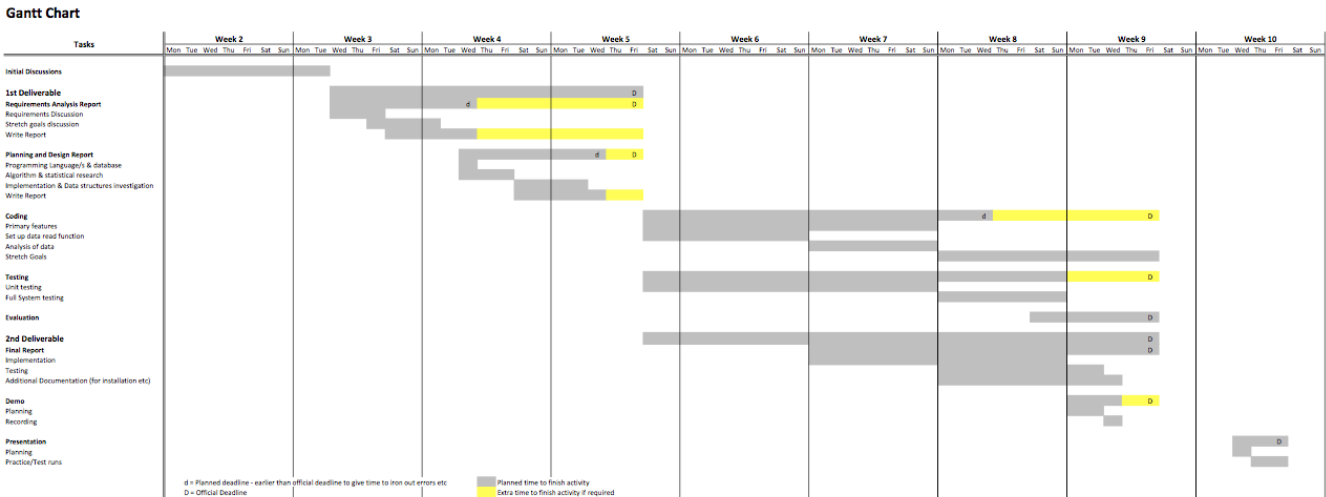 Gantt Chart
Tasks Week 2 Week 3 Week 4 Week 5 Week 6 Week 7 Week 8 Week 9 Week 10
Mon Tue Wed Thu Fri Sat Sun Mon Tue Wed Thu Fri Sat Sun Mon Tue Wed Thu Fri Sat Sun Mon Tue Wed Thu Fri Sat Sun Mon Tue Wed Thu Fri Sat Sun Mon Tue Wed Thu Fri Sat Sun Mon Tue Wed Thu Fri Sat Sun Mon Tue Wed Thu Fri Sat Sun Mon Tue Wed Thu Fri Sat Sun
Initial Discussions
1st Deliverable D
Requirements Analysis Report d D
Requirements Discussion
Stretch goals discussion
Write Report
Planning and Design Report d D
Programming Language/s & database
Algorithm & statistical research
Implementation & Data structures investigation
Write Report
Coding d D
Primary features
Set up data read function
Analysis of data
Stretch Goals
Testing D
Unit testing
Full System testing
Evaluation D
2nd Deliverable D
Final Report D
Implementation
Testing
Additional Documentation (for installation etc)
Demo D
Planning
Recording
Presentation D
Planning
Practice/Test runs
d = Planned deadline - earlier than official deadline to give time to iron out errors etc Planned time to finish activity
D = Official Deadline Extra time to finish activity if required